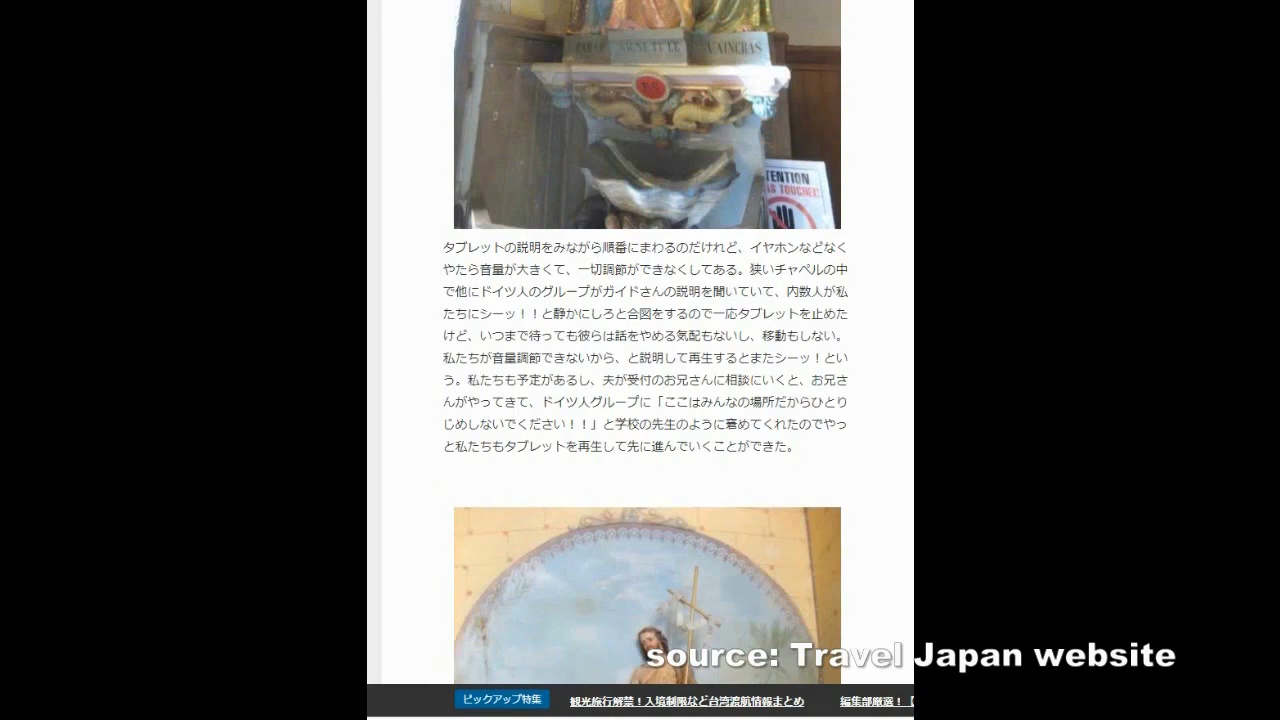 PAR CE SIGNE TU LE VAINCRAS
BS
TENTION
AS TOUCHEZ
タブレットの説明をみながら順番にまわるのだけれど、イヤホンなどなく
やたら音量が大きくて、一切調節ができなくしてある。狭いチャペルの中
で他にドイツ人のグループがガイドさんの説明を聞いていて、内数人が私
たちにシーッ！！と静かにしろと合図をするので一応タブレットを止めた
けど、いつまで待っても彼らは話をやめる気配もないし、移動もしない。
私たちが音量調節できないから、と説明して再生するとまたシーッ！とい
う。私たちも予定があるし、夫が受付のお兄さんに相談にいくと、お兄さ
んがやってきて、ドイツ人グループに「ここはみんなの場所だからひとり
じめしないでください！！」と学校の先生のように窘めてくれたのでやっ
と私たちもタブレットを再生して先に進んでいくことができた。
source: Travel Japan website
ピックアップ特集 観光旅行解禁！入境制限など台湾渡航情報まとめ 編集部厳選！